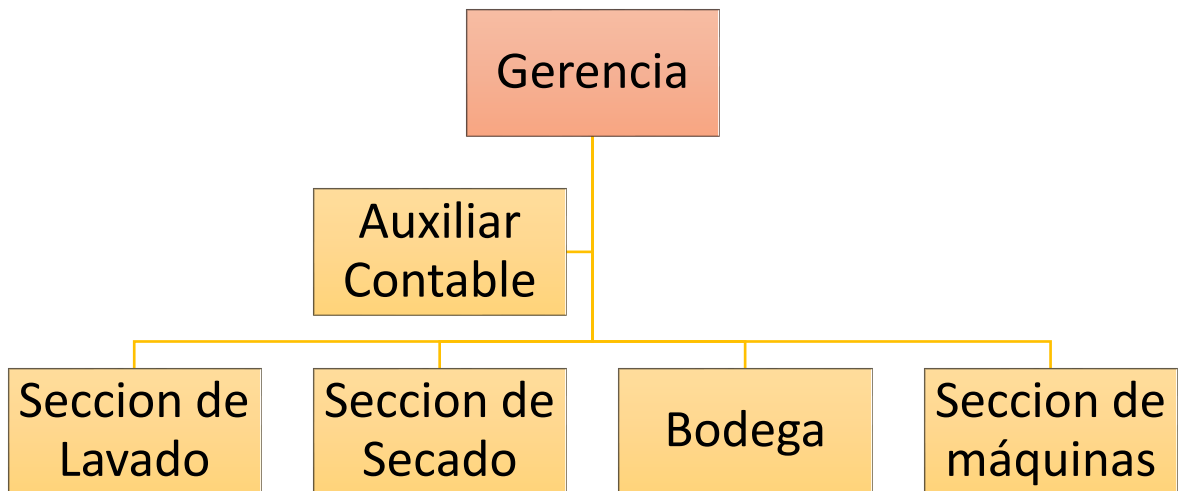 Gerencia
Auxiliar
Contable
Seccion de
Lavado
Seccion de
Secado
Bodega
Seccion de
máquinas